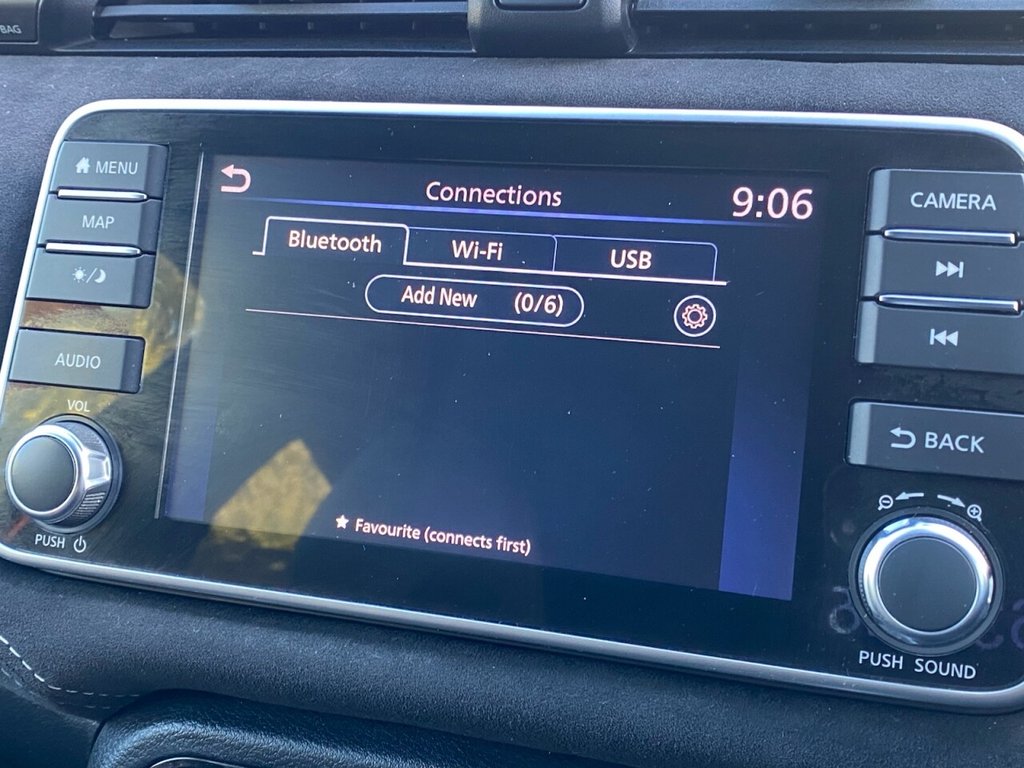 BAG
MENU
MAP
AUDIO
VOL
PUSH
Connections
9:06
Bluetooth
Wi-Fi
USB
Add New (0/6)
Favourite (connects first)
CAMERA
BACK
PUSH SOUND